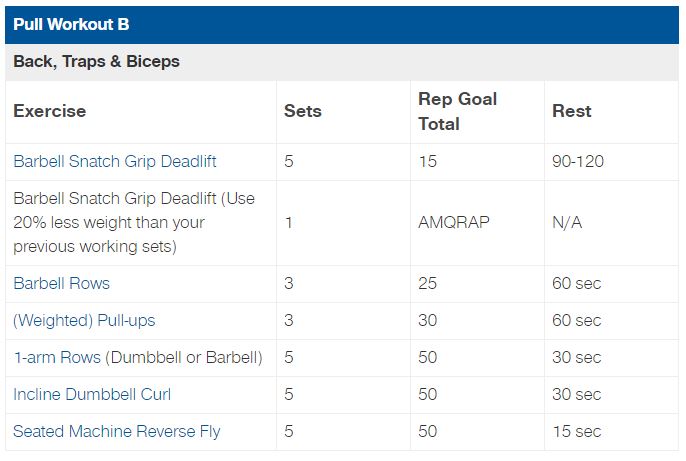 Pull Workout B
Back, Traps & Biceps
Exercise Sets Rep Goal Total Rest
Barbell Snatch Grip Deadlift 5 15 90-120
Barbell Snatch Grip Deadlift (Use 20% less weight than your previous working sets) 1 AMQRAP N/A
Barbell Rows 3 25 60 sec
(Weighted) Pull-ups 3 30 60 sec
1-arm Rows (Dumbbell or Barbell) 5 50 30 sec
Incline Dumbbell Curl 5 50 30 sec
Seated Machine Reverse Fly 5 50 15 sec